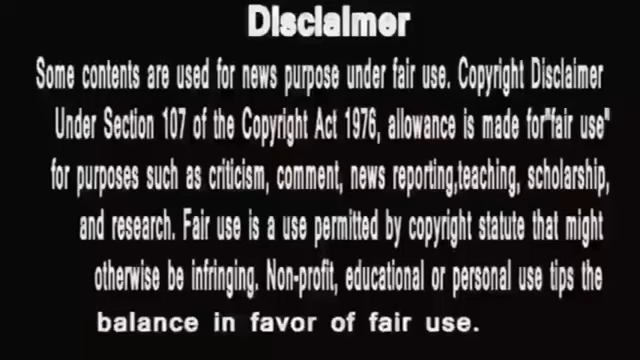 Disclaimer
Some contents are used for news purpose under fair use. Copyright Disclaimer
Under Section 107 of the Copyright Act 1976, allowance is made for"fair use"
for purposes such as criticism, comment, news reporting,teaching, scholarship,
and research. Fair use is a use permitted by copyright statute that might
otherwise be infringing. Non-profit, educational or personal use tips the
balance in favor of fair use.